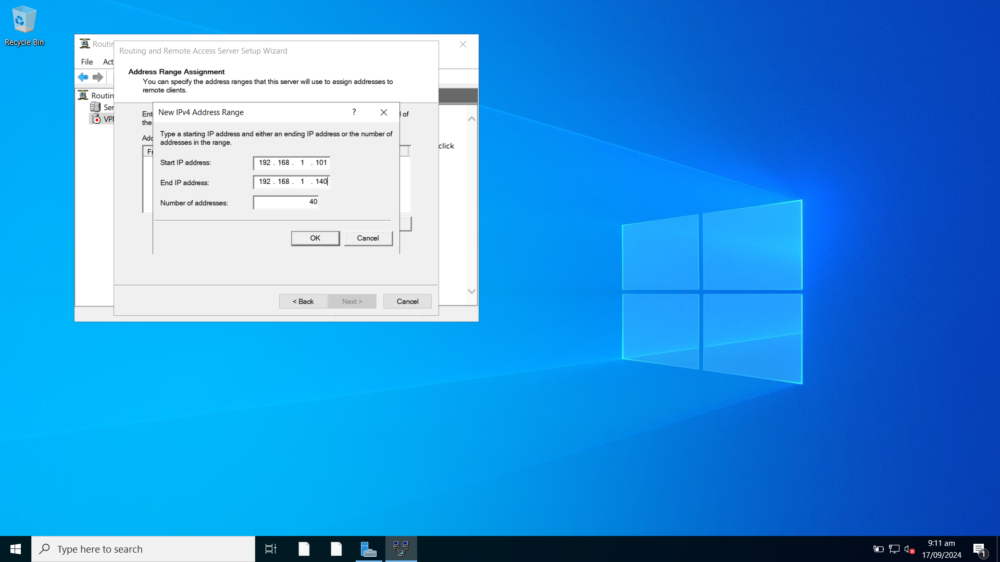 Recycle Bin
Routin
Routing and Remote Access Server Setup Wizard
File
Act
Address Range Assignment
You can specify the address ranges that this server will use to assign addresses to
remote clients.
Routin
Ser
VPN
Ent
l of
the
Add
Fr
click
New IPv4 Address Range
?
Type a starting IP address and either an ending IP address or the number of
addresses in the range.
Start IP address:
192 . 168 . 1 . 101
End IP address:
192 . 168 . 1 . 140
Number of addresses:
40
OK
Cancel
< Back
Next >
Cancel
Type here to search
9:11 am
17/09/2024
1